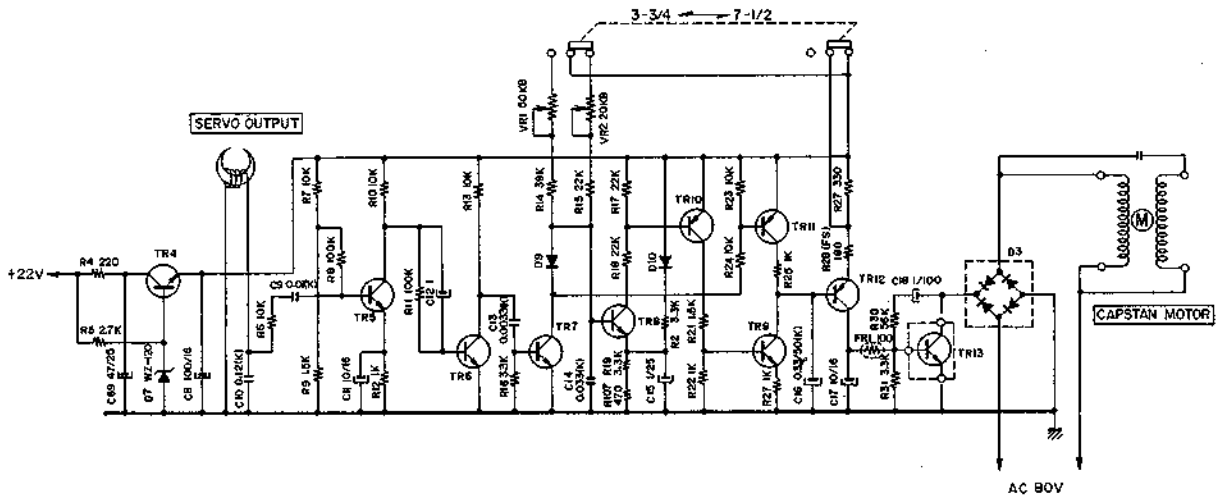 3-3/4 7-1/2
SERVO OUTPUT
VR1 50KB
VR2 20KB
+22V
R4 220
TR4
R5 2.7K
C69 47/25
D7 WZ-120
C8 100/16
C10 0.12(K)
R6 10K
C9 0.01(K)
R7 10K
R8 100K
R9 1.5K
R10 10K
TR5
C11 10/16
R12 1K
R11 100K
C12 1
R13 10K
TR6
C13 0.0033(K)
R16 3.3K
R14 39K
R15 22K
D9
TR7
C14 0.033(K)
R17 22K
R18 22K
TR8
R19 3.3K
R107 470
D10
R2 3.3K
C15 1/25
TR10
R21 1.5K
R22 1K
R23 10K
R24 10K
TR11
R25 1K
TR9
R27 1K
C16 0.33/50(K)
R27 330
R28(FS) 180
TR12
C17 10/16
C18 1/100
R30 56K
FR1 100
R31 3.3K
TR13
D3
M
CAPSTAN MOTOR
AC 80V